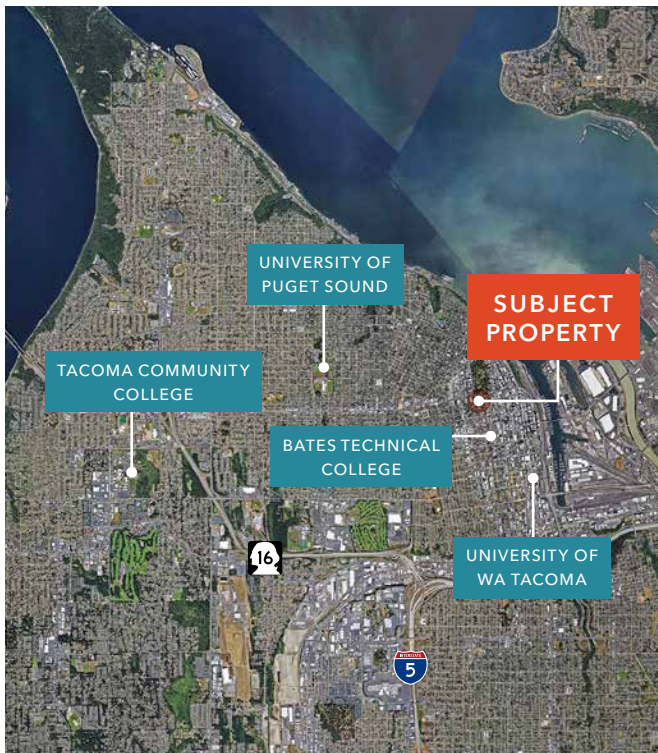 UNIVERSITY OF
PUGET SOUND
SUBJECT
PROPERTY
TACOMA COMMUNITY
COLLEGE
BATES TECHNICAL
COLLEGE
UNIVERSITY OF
WA TACOMA
16
INTERSTATE
5